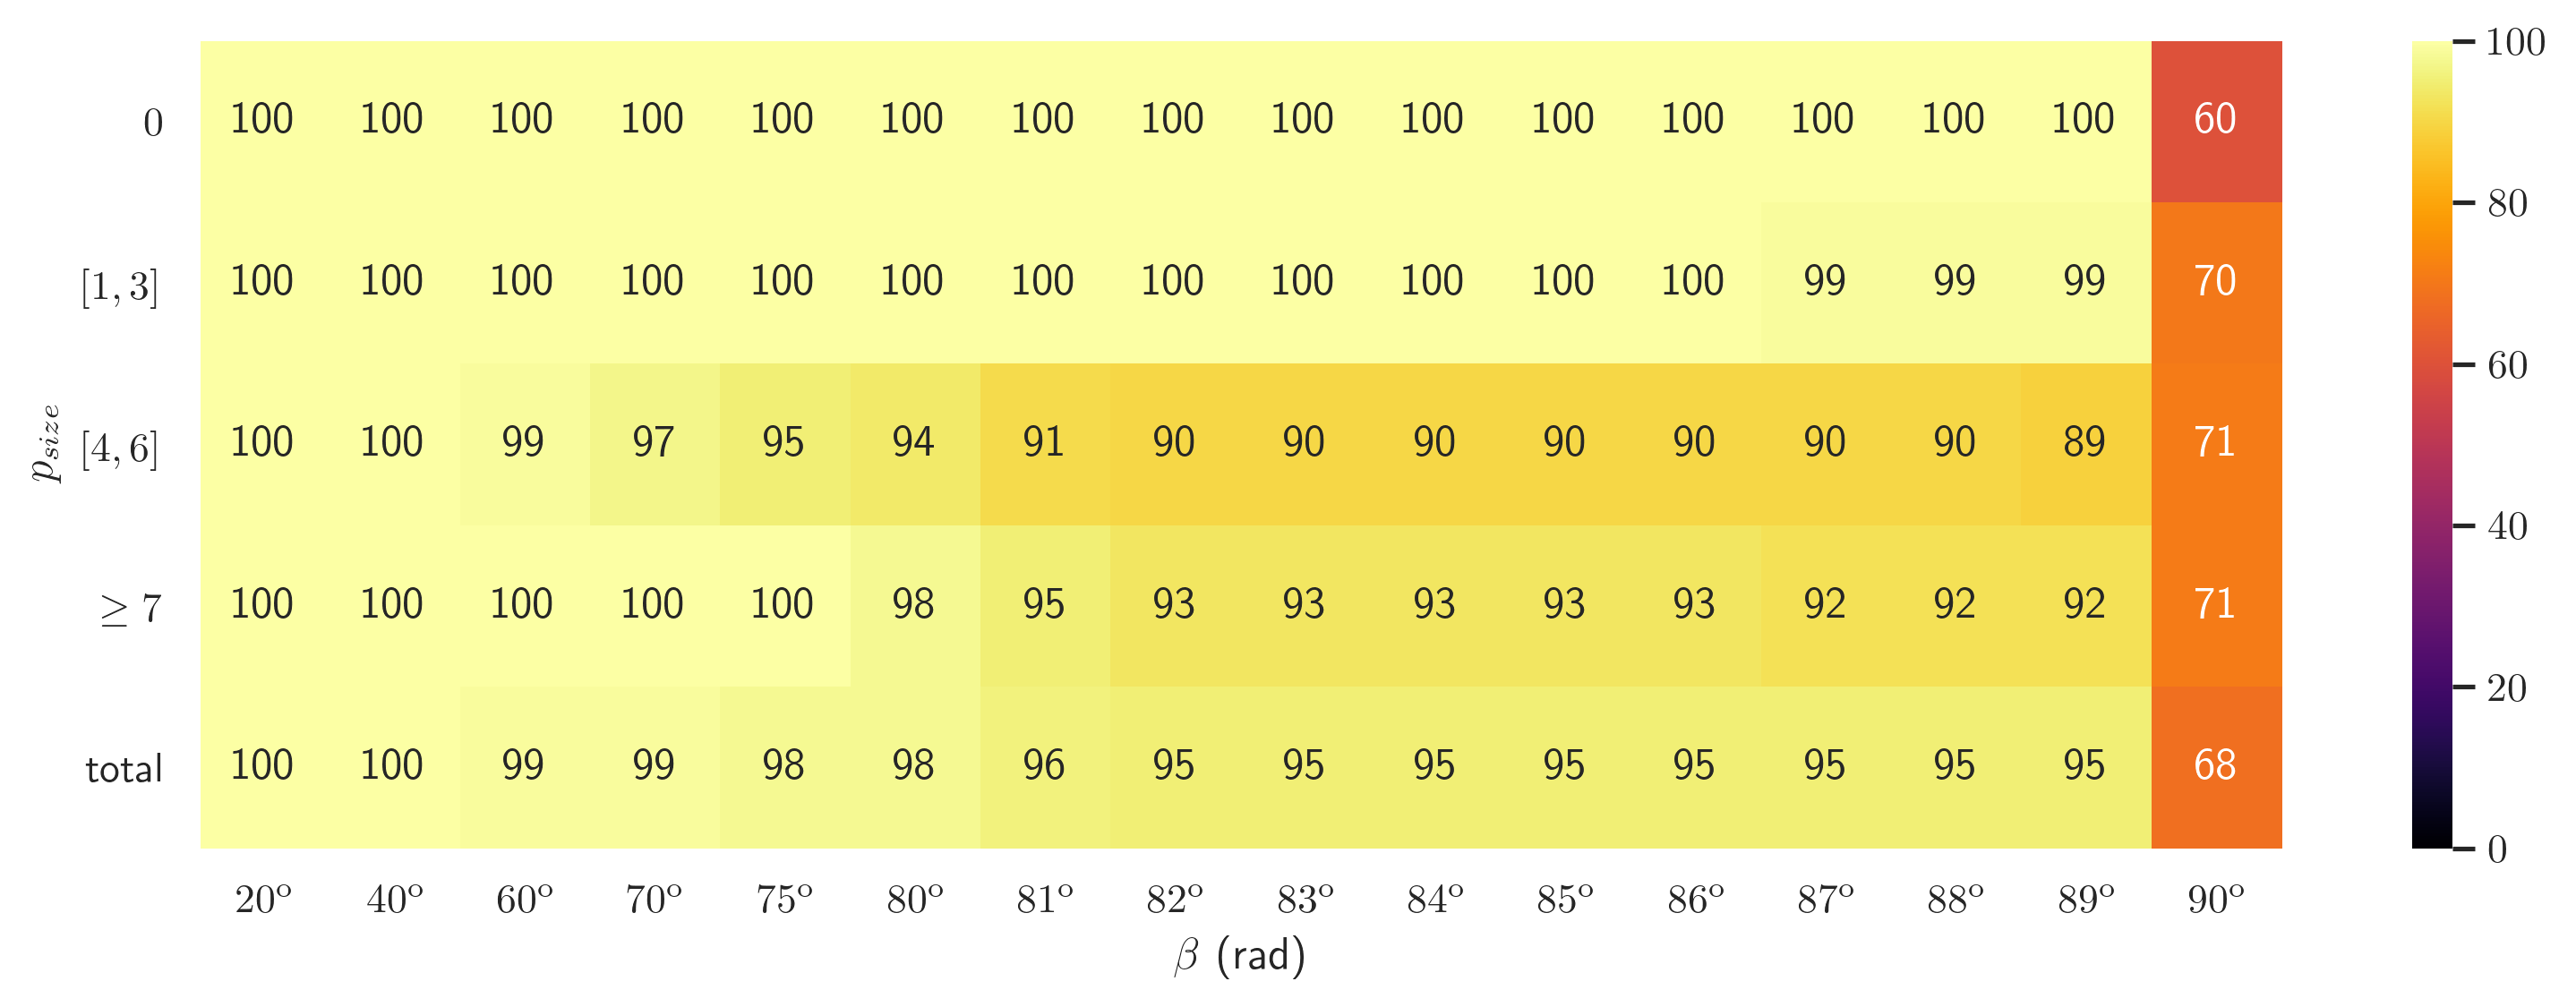 0 100 100 100 100 100 100 100 100 100 100 100 100 100 100 100 60 100
[1, 3] 100 100 100 100 100 100 100 100 100 100 100 100 99 99 99 70 80
[4, 6] 100 100 99 97 95 94 91 90 90 90 90 90 90 90 89 71 60
p_size
≥ 7 100 100 100 100 100 98 95 93 93 93 93 93 92 92 92 71 40
total 100 100 99 99 98 98 96 95 95 95 95 95 95 95 95 68 20
0
20° 40° 60° 70° 75° 80° 81° 82° 83° 84° 85° 86° 87° 88° 89° 90°
β (rad)